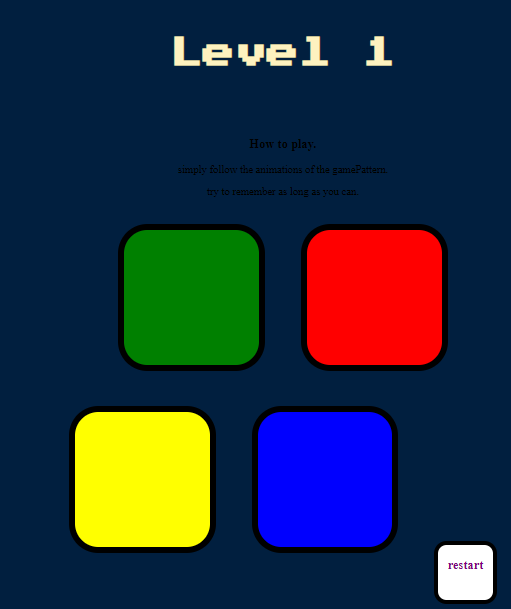 Level 1
How to play.
simply follow the animations of the gamePattern.
try to remember as long as you can.
restart